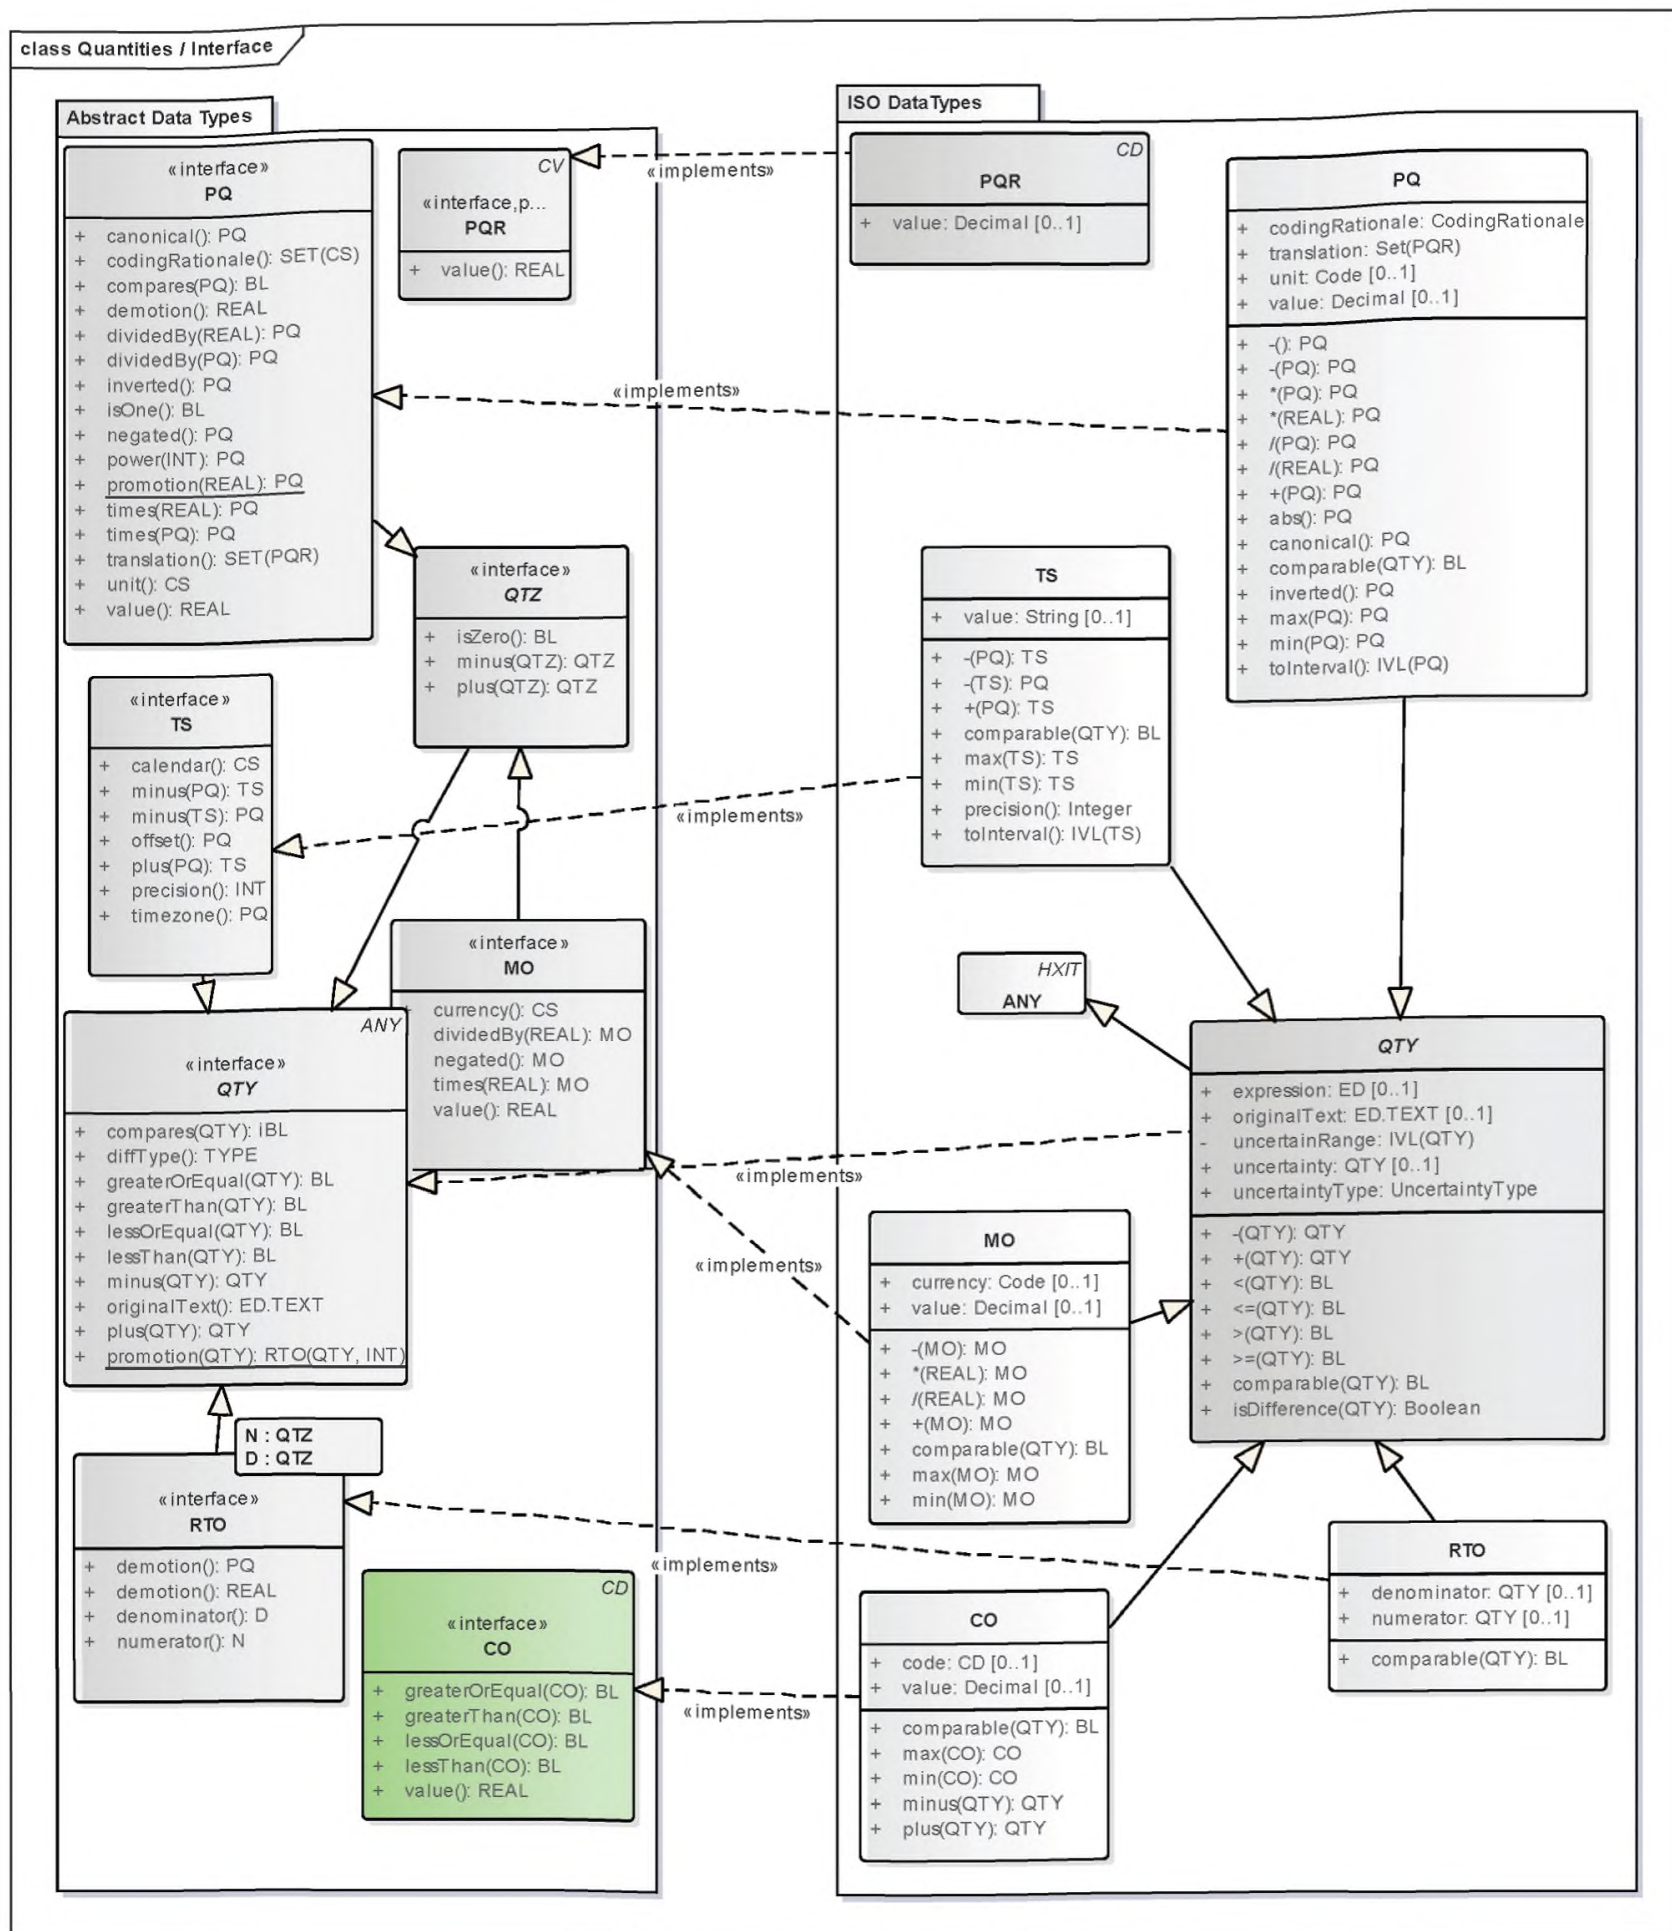 class Quantities / Interface
Abstract Data Types
«interface»
PQ
+ canonical(): PQ
+ codingRationale(): SET(CS)
+ compares(PQ): BL
+ demotion(): REAL
+ dividedBy(REAL): PQ
+ dividedBy(PQ): PQ
+ inverted(): PQ
+ isOne(): BL
+ negated(): PQ
+ power(INT): PQ
+ promotion(REAL): PQ
+ times(REAL): PQ
+ times(PQ): PQ
+ translation(): SET(PQR)
+ unit(): CS
+ value(): REAL
CV
«interface,p...
PQR
+ value(): REAL
«interface»
QTZ
+ isZero(): BL
+ minus(QTZ): QTZ
+ plus(QTZ): QTZ
«interface»
TS
+ calendar(): CS
+ minus(PQ): TS
+ minus(TS): PQ
+ offset(): PQ
+ plus(PQ): TS
+ precision(): INT
+ timezone(): PQ
«interface»
MO
+ currency(): CS
dividedBy(REAL): MO
negated(): MO
times(REAL): MO
value(): REAL
ANY
«interface»
QTY
+ compares(QTY): iBL
+ diffType(): TYPE
+ greaterOrEqual(QTY): BL
+ greaterThan(QTY): BL
+ lessOrEqual(QTY): BL
+ lessThan(QTY): BL
+ minus(QTY): QTY
+ originalText(): ED.TEXT
+ plus(QTY): QTY
+ promotion(QTY): RTO(QTY, INT)
N : QTZ
D : QTZ
«interface»
RTO
+ demotion(): PQ
+ demotion(): REAL
+ denominator(): D
+ numerator(): N
CD
«interface»
CO
+ greaterOrEqual(CO): BL
+ greaterThan(CO): BL
+ lessOrEqual(CO): BL
+ lessThan(CO): BL
+ value(): REAL
«implements»
«implements»
«implements»
«implements»
«implements»
«implements»
«implements»
ISO DataTypes
CD
PQR
+ value: Decimal [0..1]
PQ
+ codingRationale: CodingRationale
+ translation: Set(PQR)
+ unit: Code [0..1]
+ value: Decimal [0..1]
+ -(): PQ
+ -(PQ): PQ
+ *(PQ): PQ
+ *(REAL): PQ
+ /(PQ): PQ
+ /(REAL): PQ
+ +(PQ): PQ
+ abs(): PQ
+ canonical(): PQ
+ comparable(QTY): BL
+ inverted(): PQ
+ max(PQ): PQ
+ min(PQ): PQ
+ toInterval(): IVL(PQ)
TS
+ value: String [0..1]
+ -(PQ): TS
+ -(TS): PQ
+ +(PQ): TS
+ comparable(QTY): BL
+ max(TS): TS
+ min(TS): TS
+ precision(): Integer
+ toInterval(): IVL(TS)
HXIT
ANY
QTY
+ expression: ED [0..1]
+ originalText: ED.TEXT [0..1]
- uncertainRange: IVL(QTY)
+ uncertainty: QTY [0..1]
+ uncertaintyType: UncertaintyType
+ -(QTY): QTY
+ +(QTY): QTY
+ <(QTY): BL
+ <=(QTY): BL
+ >(QTY): BL
+ >=(QTY): BL
+ comparable(QTY): BL
+ isDifference(QTY): Boolean
MO
+ currency: Code [0..1]
+ value: Decimal [0..1]
+ -(MO): MO
+ *(REAL): MO
+ /(REAL): MO
+ +(MO): MO
+ comparable(QTY): BL
+ max(MO): MO
+ min(MO): MO
RTO
+ denominator: QTY [0..1]
+ numerator: QTY [0..1]
+ comparable(QTY): BL
CO
+ code: CD [0..1]
+ value: Decimal [0..1]
+ comparable(QTY): BL
+ max(CO): CO
+ min(CO): CO
+ minus(QTY): QTY
+ plus(QTY): QTY